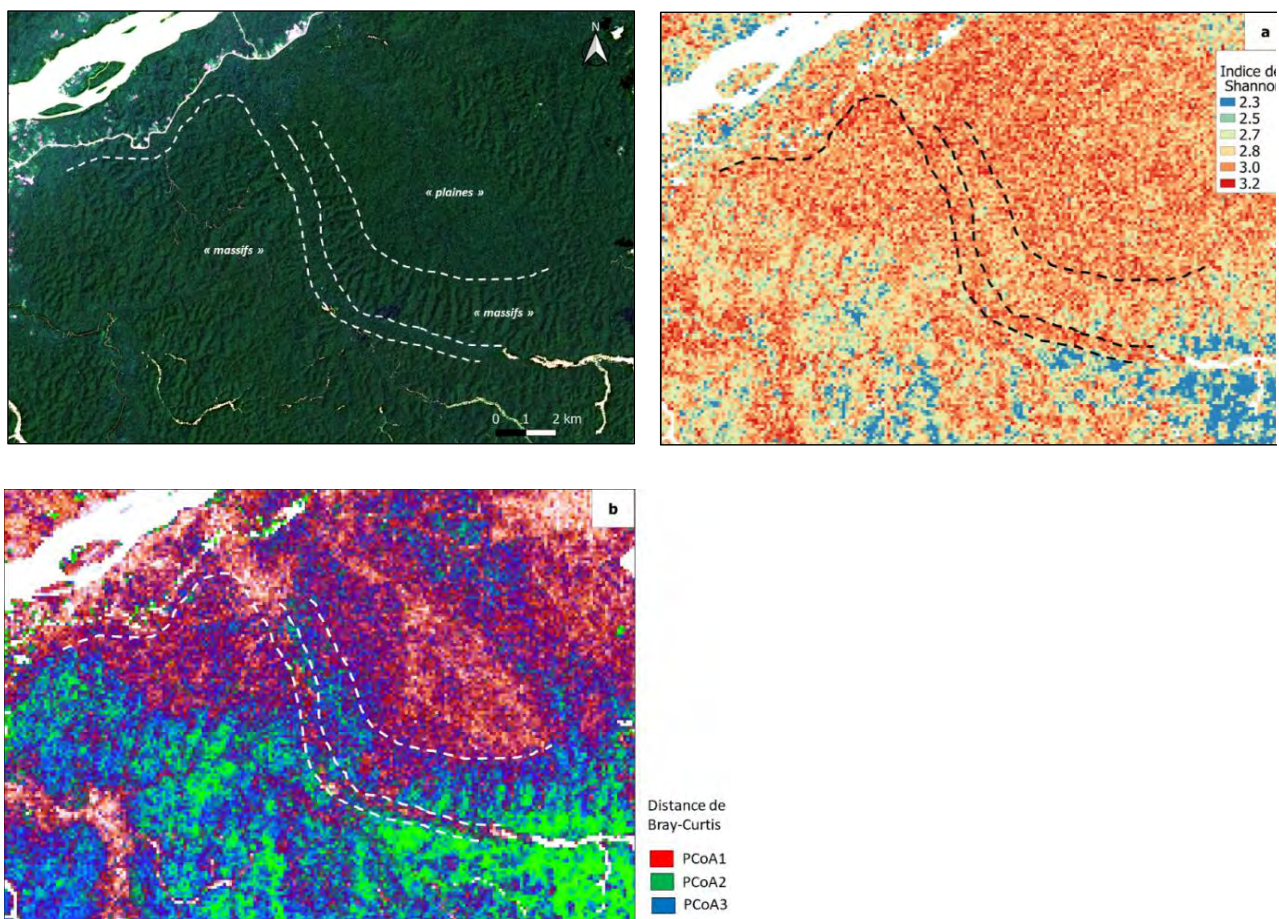 N
« plaines »
« massifs »
« massifs »
0 1 2 km
a
Indice de
Shannon
2.3
2.5
2.7
2.8
3.0
3.2
b
Distance de
Bray-Curtis
PCoA1
PCoA2
PCoA3